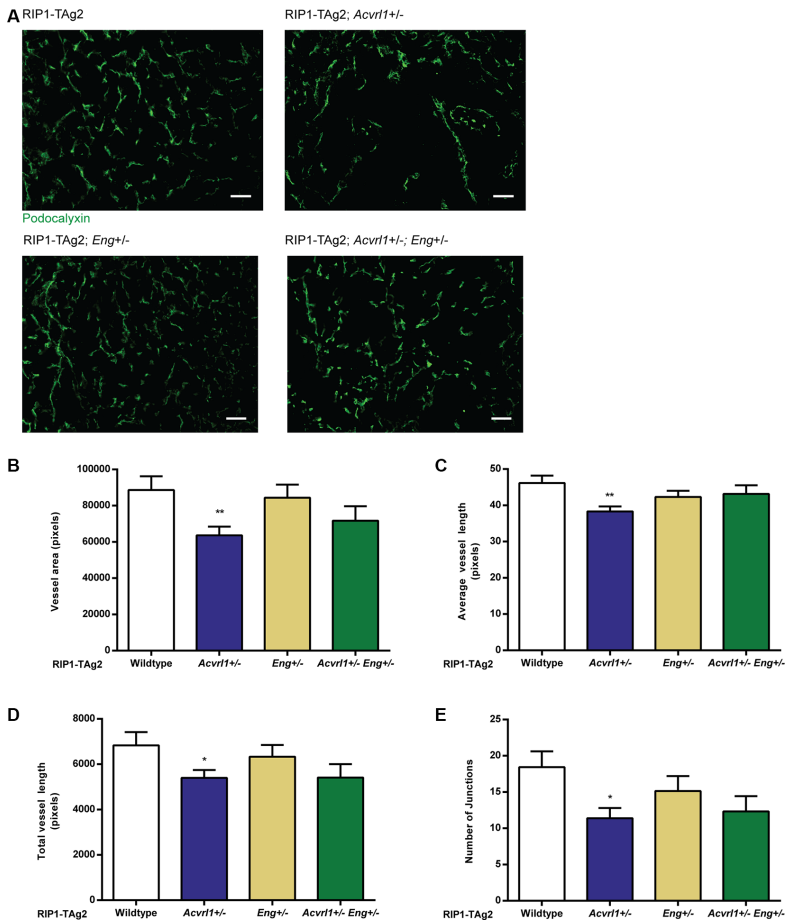 A
RIP1-TAg2
RIP1-TAg2; Acvrl1+/-
Podocalyxin
RIP1-TAg2; Eng+/-
RIP1-TAg2; Acvrl1+/-; Eng+/-
B
Vessel area (pixels)
100000
80000
60000
40000
20000
0
**
RIP1-TAg2
Wildtype
Acvrl1+/-
Eng+/-
Acvrl1+/- Eng+/-
C
Average vessel length
(pixels)
50
40
30
20
10
0
**
RIP1-TAg2
Wildtype
Acvrl1+/-
Eng+/-
Acvrl1+/- Eng+/-
D
Total vessel length
(pixels)
8000
6000
4000
2000
0
*
RIP1-TAg2
Wildtype
Acvrl1+/-
Eng+/-
Acvrl1+/- Eng+/-
E
Number of Junctions
25
20
15
10
5
0
*
RIP1-TAg2
Wildtype
Acvrl1+/-
Eng+/-
Acvrl1+/- Eng+/-